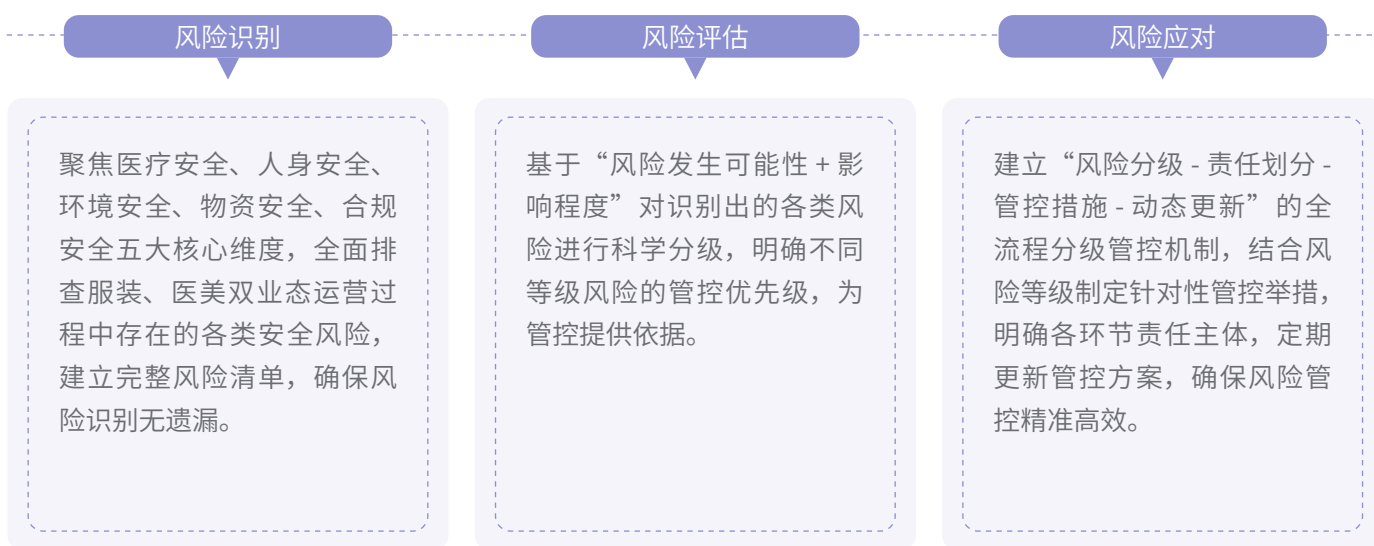 风险识别
聚焦医疗安全、人身安全、
环境安全、物资安全、合规
安全五大核心维度，全面排
查服装、医美双业态运营过
程中存在的各类安全风险，
建立完整风险清单，确保风
险识别无遗漏。
风险评估
基于“风险发生可能性 + 影
响程度”对识别出的各类风
险进行科学分级，明确不同
等级风险的管控优先级，为
管控提供依据。
风险应对
建立“风险分级 - 责任划分 -
管控措施 - 动态更新”的全
流程分级管控机制，结合风
险等级制定针对性管控举措，
明确各环节责任主体，定期
更新管控方案，确保风险管
控精准高效。